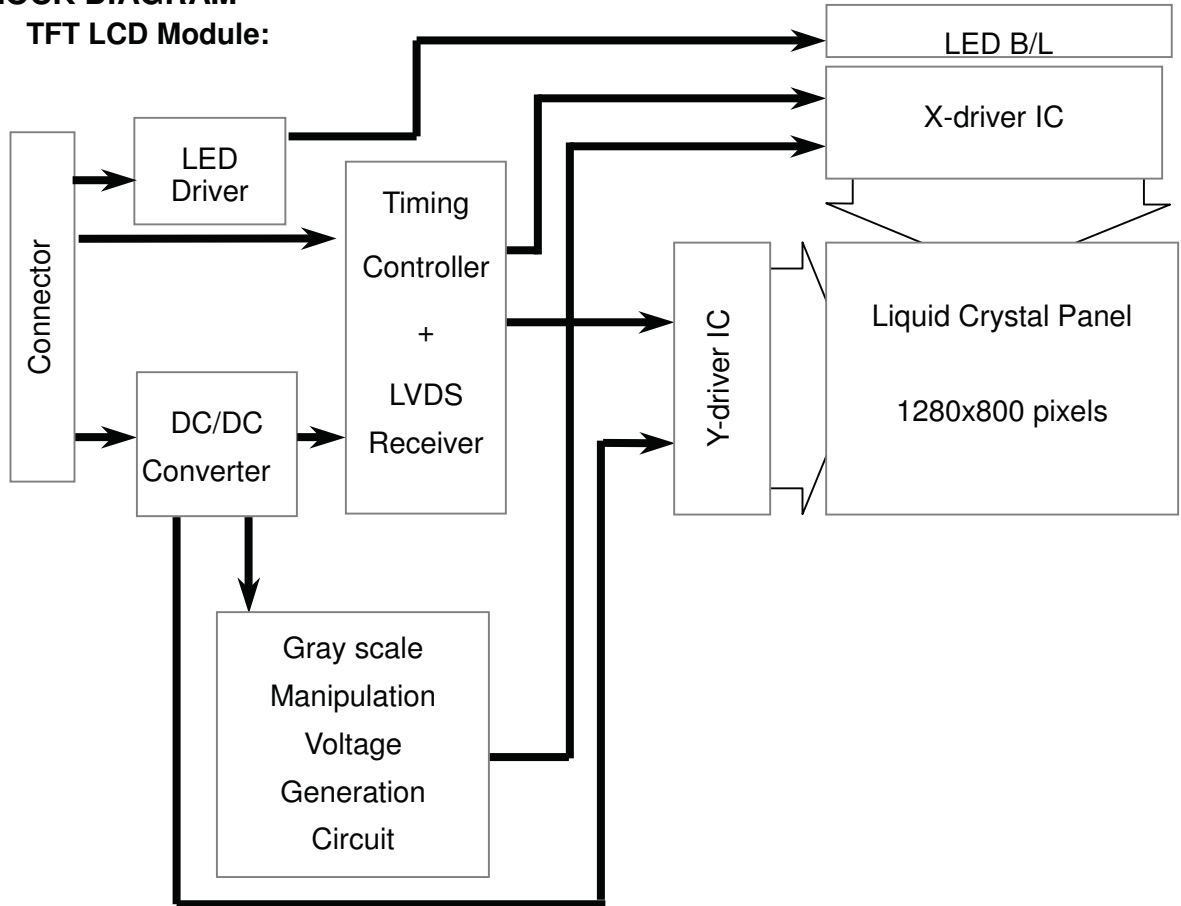 DIAGRAM
TFT LCD Module:
LED B/L
X-driver IC
LED
Driver
Timing
Controller
+
LVDS
Receiver
Connector
Y-driver IC
Liquid Crystal Panel
1280x800 pixels
DC/DC
Converter
Gray scale
Manipulation
Voltage
Generation
Circuit